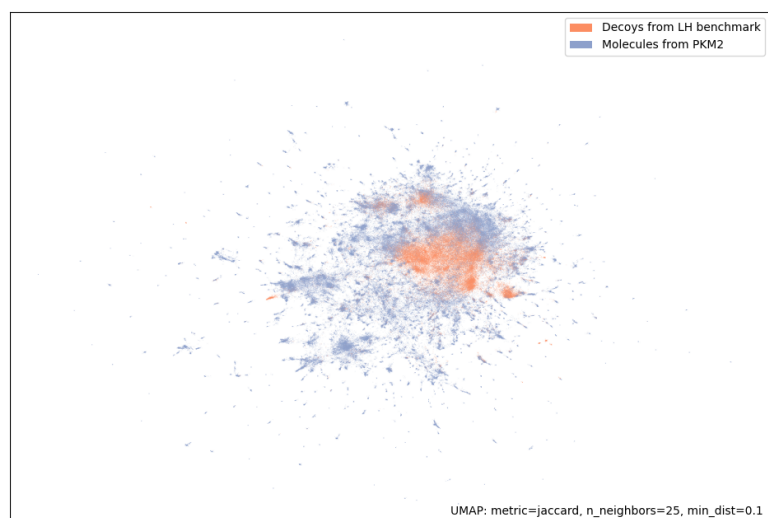 Decoys from LH benchmark
Molecules from PKM2
UMAP: metric=jaccard, n_neighbors=25, min_dist=0.1